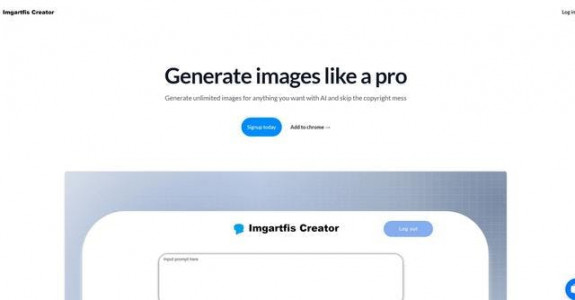 Imgartfis Creator
Log in
Generate images like a pro
Generate unlimited images for anything you want with AI and skip the copyright mess
Signup today
Add to chrome →
Imgartfis Creator
Log out
Input prompt here